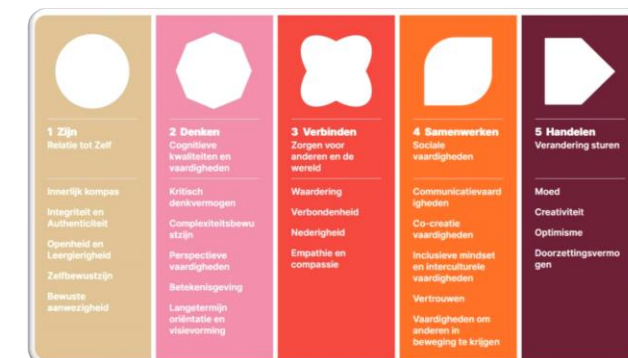 1 Zijn
Relatie tot Zelf
Innerlijk kompas
Integriteit en
Authenticiteit
Openheid en
Leergierigheid
Zelfbewustzijn
Bewuste
aanwezigheid
2 Denken
Cognitieve
kwaliteiten en
vaardigheden
Kritisch
denkvermogen
Complexiteitsbewu
stzijn
Perspectieve
vaardigheden
Betekenisgeving
Langetermijn
oriëntatie en
visievorming
3 Verbinden
Zorgen voor
anderen en de
wereld
Waardering
Verbondenheid
Nederigheid
Empathie en
compassie
4 Samenwerken
Sociale
vaardigheden
Communicatievaard
igheden
Co-creatie
vaardigheden
Inclusieve mindset
en interculturele
vaardigheden
Vertrouwen
Vaardigheden om
anderen in
beweging te krijgen
5 Handelen
Verandering sturen
Moed
Creativiteit
Optimisme
Doorzettingsvermo
gen